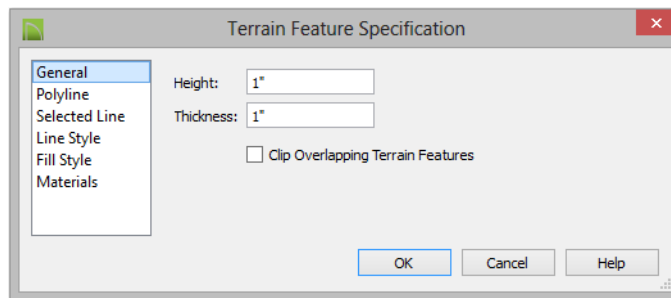 Terrain Feature Specification
General
Polyline
Selected Line
Line Style
Fill Style
Materials
Height: 1"
Thickness: 1"
Clip Overlapping Terrain Features
OK Cancel Help